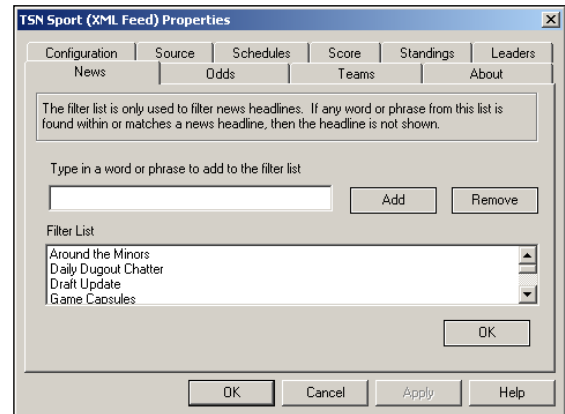 TSN Sport (XML Feed) Properties
Configuration Source Schedules Score Standings Leaders
News Odds Teams About
The filter list is only used to filter news headlines. If any word or phrase from this list is
found within or matches a news headline, then the headline is not shown.
Type in a word or phrase to add to the filter list
Add Remove
Filter List
Around the Minors
Daily Dugout Chatter
Draft Update
Game Capsules
OK
OK Cancel Apply Help